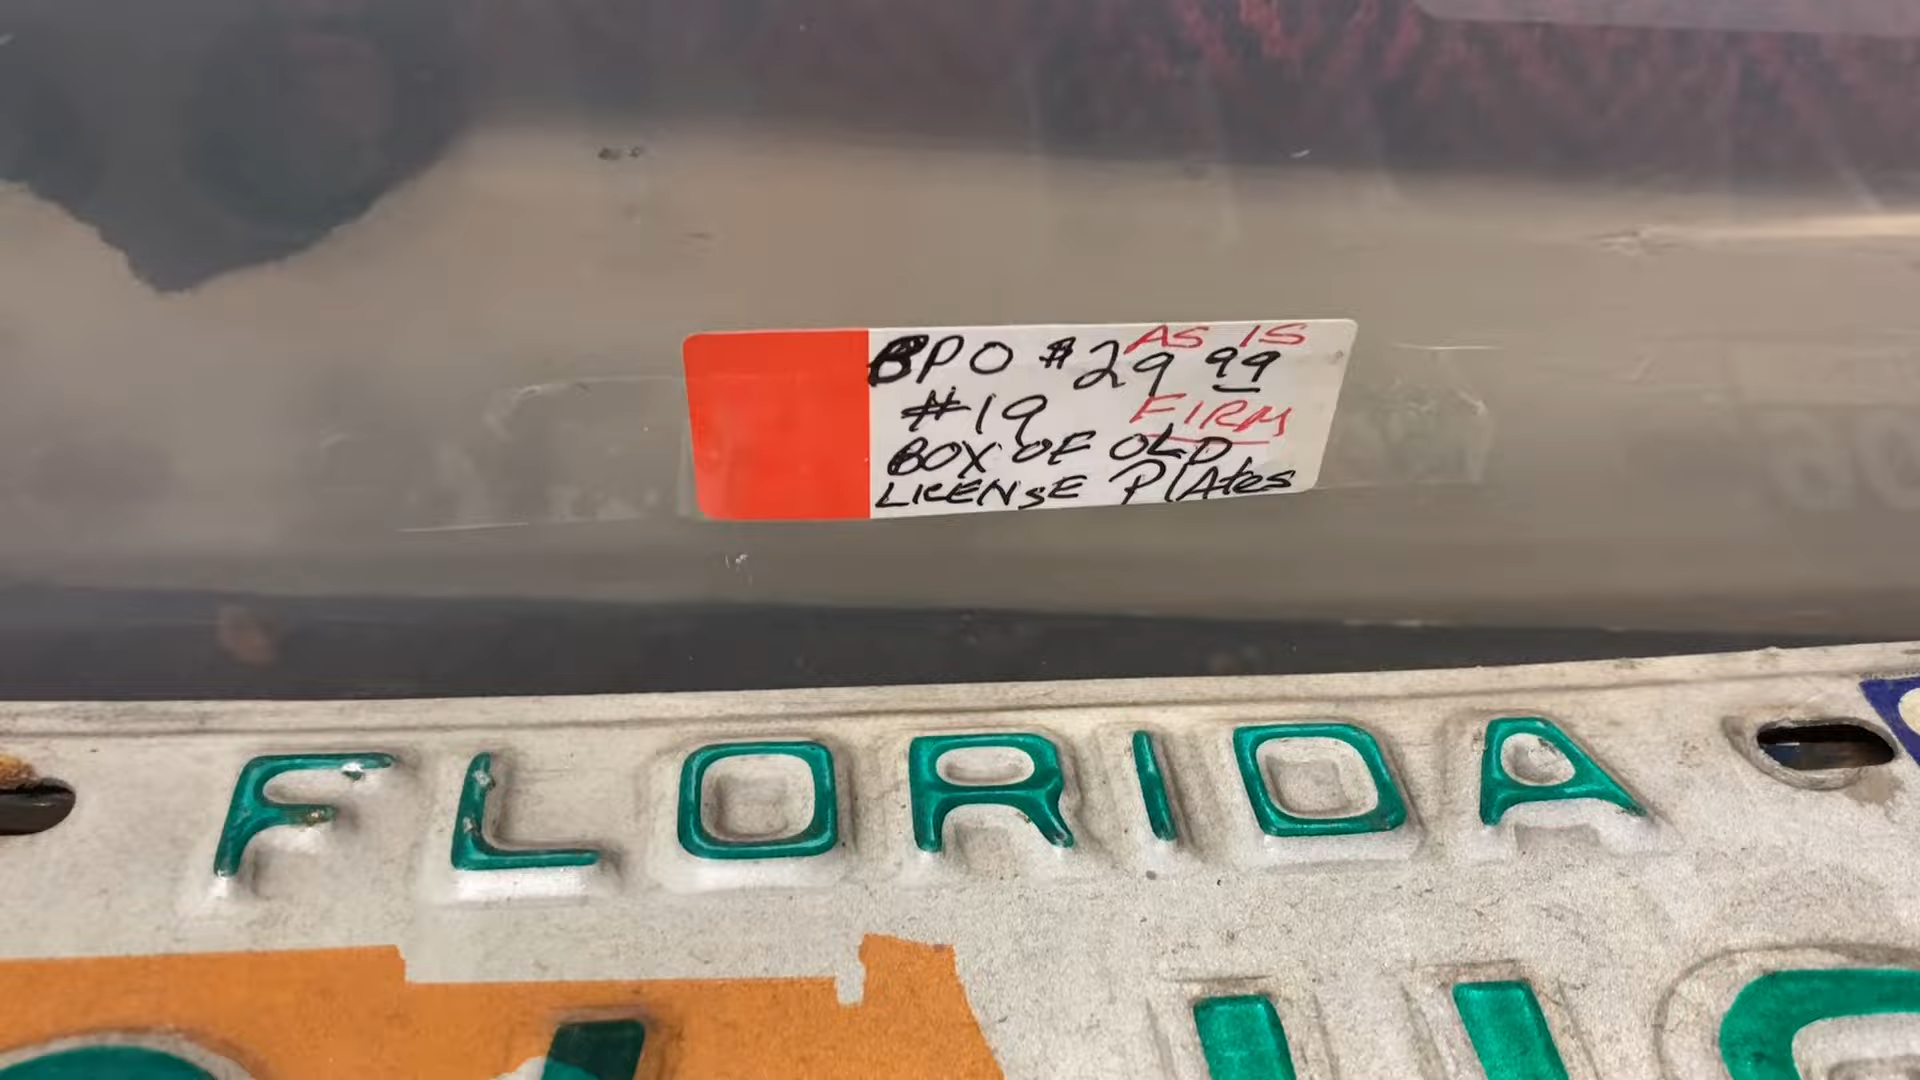 AS IS
BPO #29 99
#19 FIRM
BOX OF OLD
LICENSE PlAtes
FLORIDA